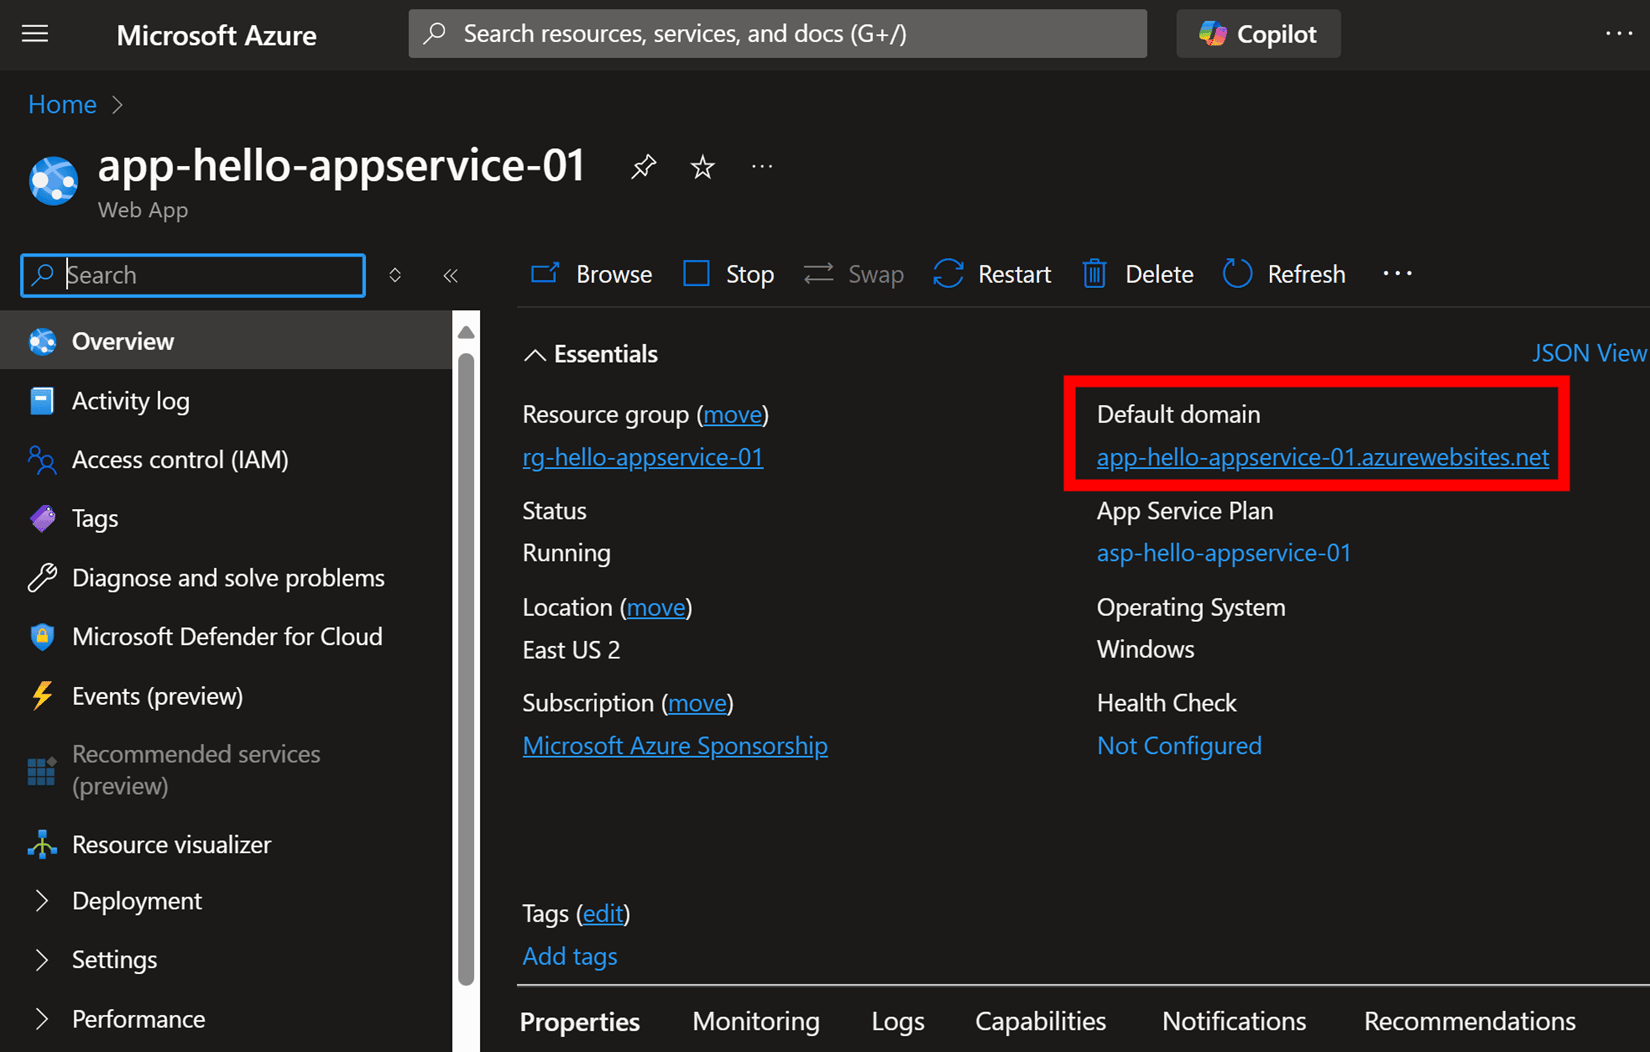 Microsoft Azure
Search resources, services, and docs (G+/)
Copilot
Home
app-hello-appservice-01
Web App
Search
Browse
Stop
Swap
Restart
Delete
Refresh
Overview
Activity log
Access control (IAM)
Tags
Diagnose and solve problems
Microsoft Defender for Cloud
Events (preview)
Recommended services
(preview)
Resource visualizer
Deployment
Settings
Performance
Essentials
JSON View
Resource group (move)
rg-hello-appservice-01
Status
Running
Location (move)
East US 2
Subscription (move)
Microsoft Azure Sponsorship
Default domain
app-hello-appservice-01.azurewebsites.net
App Service Plan
asp-hello-appservice-01
Operating System
Windows
Health Check
Not Configured
Tags (edit)
Add tags
Properties
Monitoring
Logs
Capabilities
Notifications
Recommendations